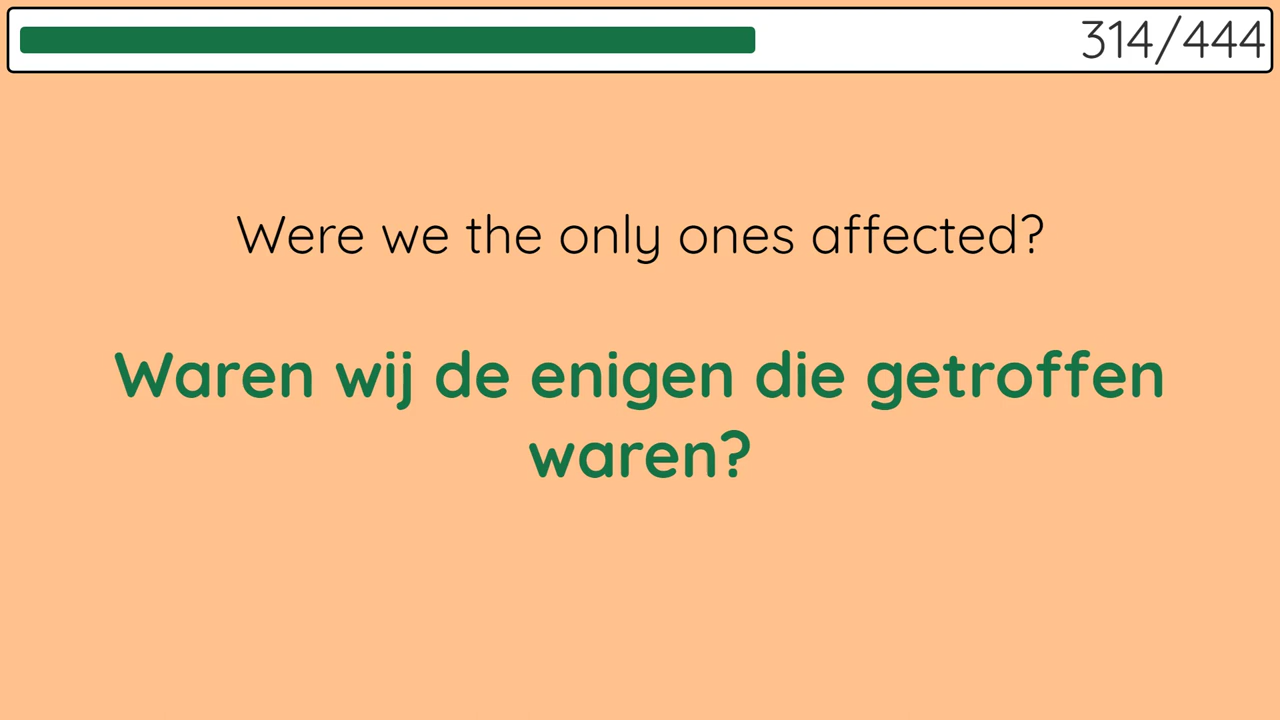 314/444
Were we the only ones affected?
Waren wij de enigen die getroffen
waren?